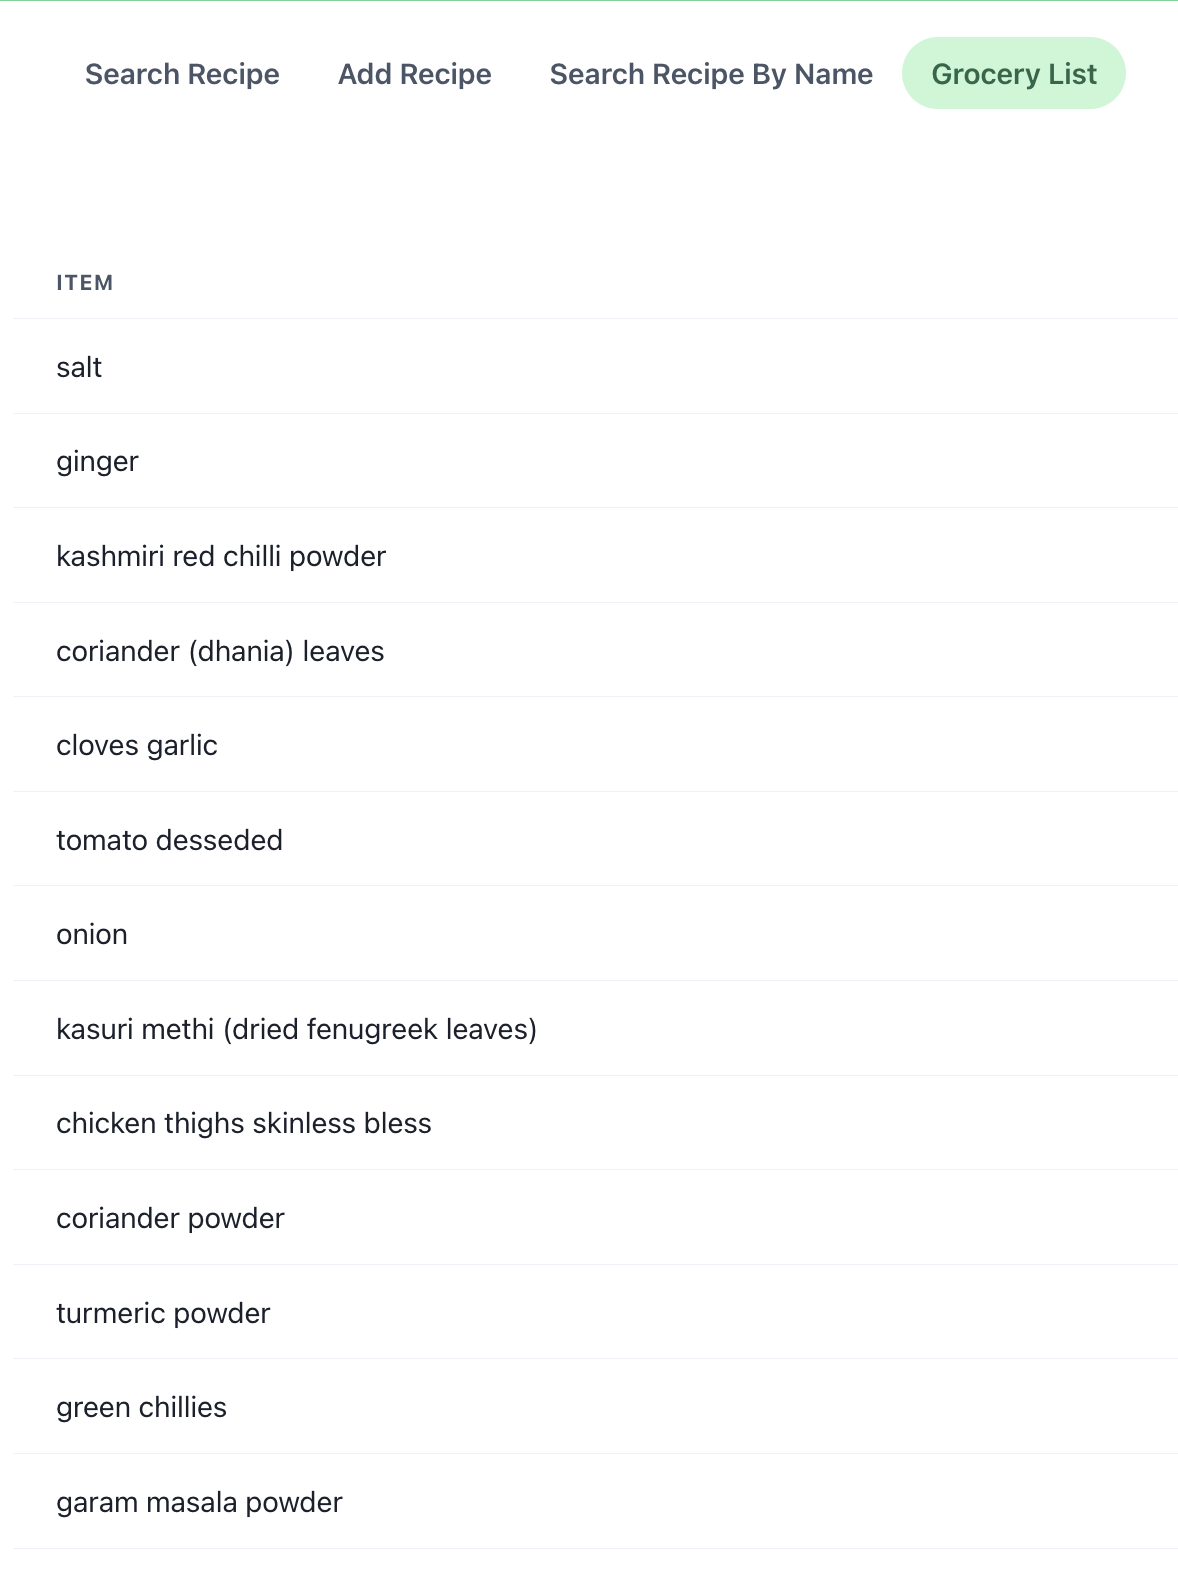 Search Recipe Add Recipe Search Recipe By Name Grocery List
ITEM
salt
ginger
kashmiri red chilli powder
coriander (dhania) leaves
cloves garlic
tomato desseded
onion
kasuri methi (dried fenugreek leaves)
chicken thighs skinless bless
coriander powder
turmeric powder
green chillies
garam masala powder